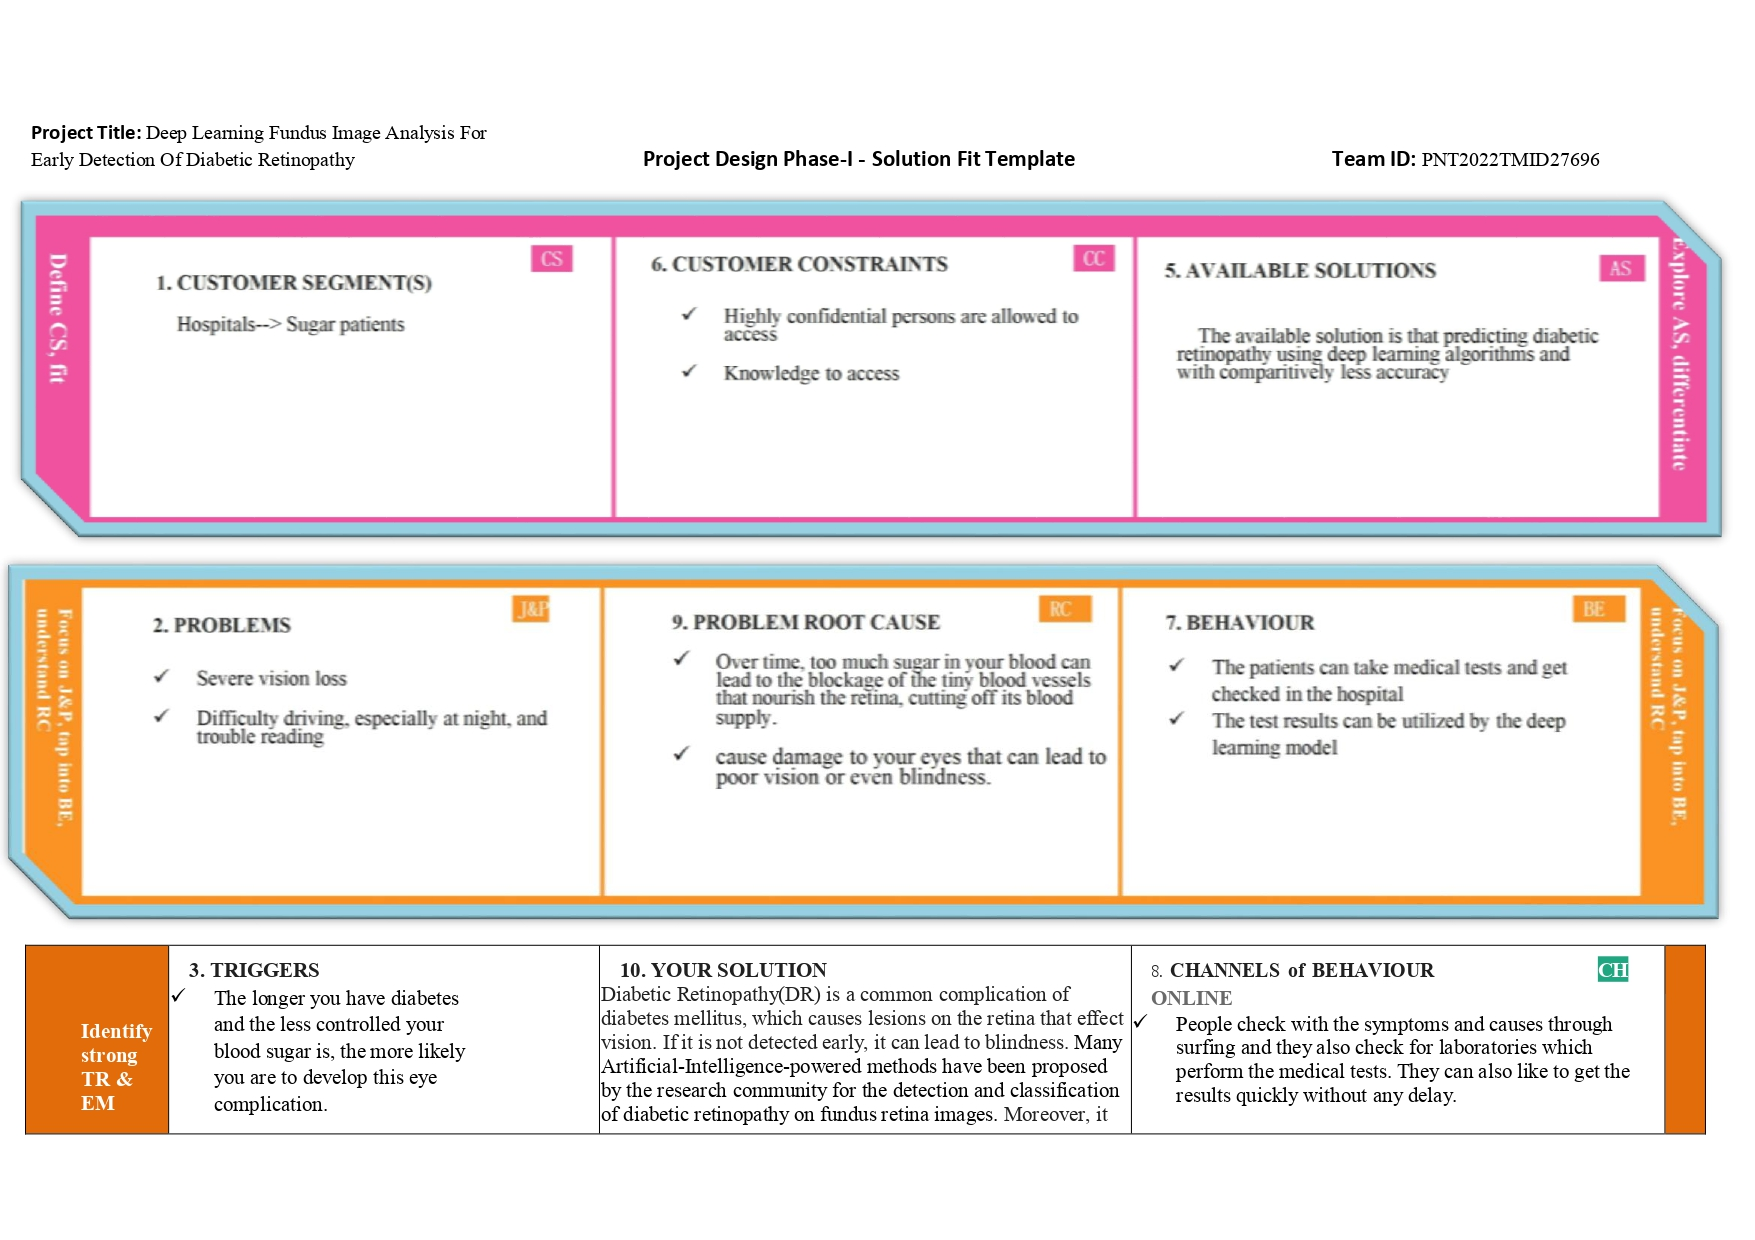 Project Title: Deep Learning Fundus Image Analysis For
Early Detection Of Diabetic Retinopathy
Project Design Phase-I - Solution Fit Template
Team ID: PNT2022TMID27696
Define CS, fit
1. CUSTOMER SEGMENT(S)
CS
Hospitals--> Sugar patients
6. CUSTOMER CONSTRAINTS
CC
✓ Highly confidential persons are allowed to
access
✓ Knowledge to access
5. AVAILABLE SOLUTIONS
AS
The available solution is that predicting diabetic
retinopathy using deep learning algorithms and
with comparitively less accuracy
Explore AS, differentiate
Focus on J&P, tap into BE,
understand RC
2. PROBLEMS
J&P
✓ Severe vision loss
✓ Difficulty driving, especially at night, and
trouble reading
9. PROBLEM ROOT CAUSE
RC
✓ Over time, too much sugar in your blood can
lead to the blockage of the tiny blood vessels
that nourish the retina, cutting off its blood
supply.
✓ cause damage to your eyes that can lead to
poor vision or even blindness.
7. BEHAVIOUR
BE
✓ The patients can take medical tests and get
checked in the hospital
✓ The test results can be utilized by the deep
learning model
Focus on J&P, tap into BE,
understand RC
Identify
strong
TR &
EM
3. TRIGGERS
✓ The longer you have diabetes
and the less controlled your
blood sugar is, the more likely
you are to develop this eye
complication.
10. YOUR SOLUTION
Diabetic Retinopathy(DR) is a common complication of
diabetes mellitus, which causes lesions on the retina that effect
vision. If it is not detected early, it can lead to blindness. Many
Artificial-Intelligence-powered methods have been proposed
by the research community for the detection and classification
of diabetic retinopathy on fundus retina images. Moreover, it
8. CHANNELS of BEHAVIOUR
CH
ONLINE
✓ People check with the symptoms and causes through
surfing and they also check for laboratories which
perform the medical tests. They can also like to get the
results quickly without any delay.